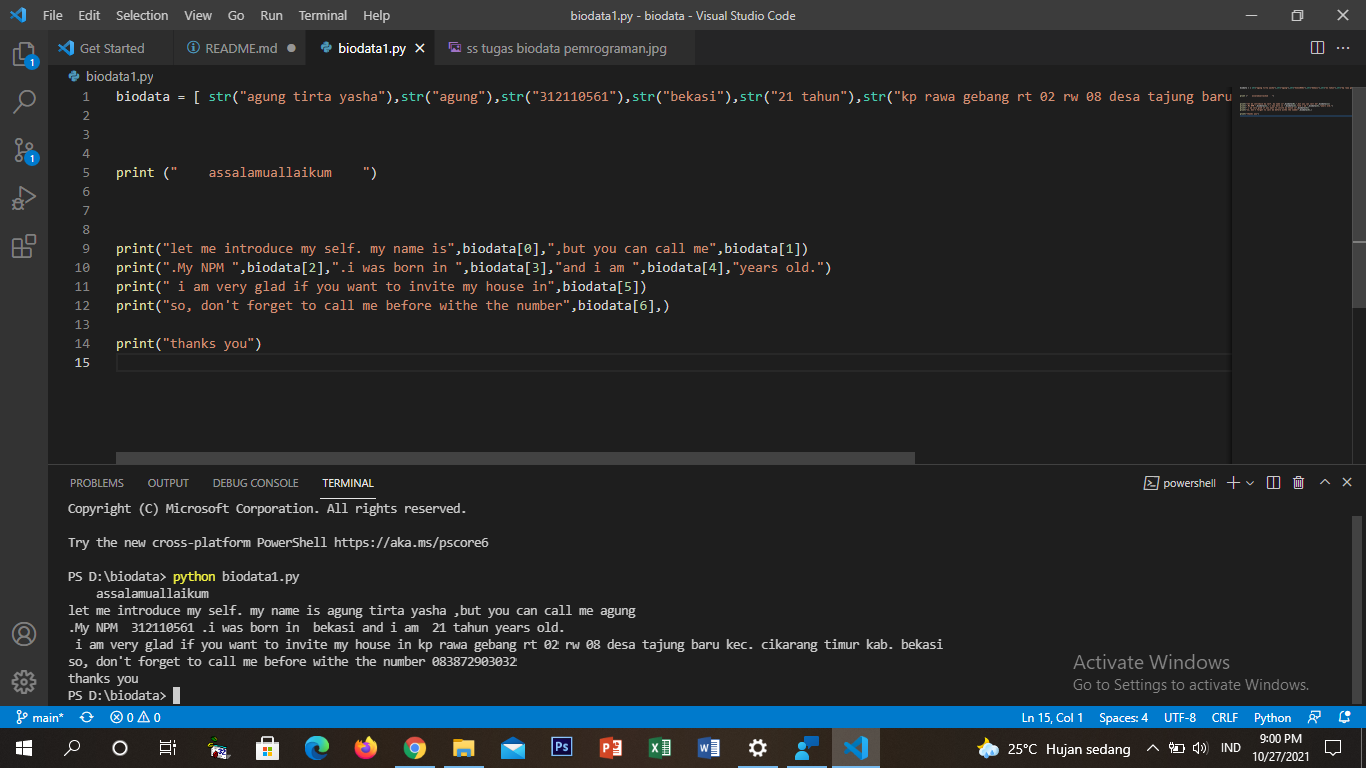 File Edit Selection View Go Run Terminal Help biodata1.py - biodata - Visual Studio Code
Get Started README.md biodata1.py ss tugas biodata pemrograman.jpg
biodata1.py
1 biodata = [ str("agung tirta yasha"),str("agung"),str("312110561"),str("bekasi"),str("21 tahun"),str("kp rawa gebang rt 02 rw 08 desa tajung baru
2
3
4
5 print ("    assalamuallaikum    ")
6
7
8
9 print("let me introduce my self. my name is",biodata[0],",but you can call me",biodata[1])
10 print(".My NPM ",biodata[2],".i was born in ",biodata[3],"and i am ",biodata[4],"years old.")
11 print(" i am very glad if you want to invite my house in",biodata[5])
12 print("so, don't forget to call me before withe the number",biodata[6],)
13
14 print("thanks you")
15
PROBLEMS OUTPUT DEBUG CONSOLE TERMINAL powershell
Copyright (C) Microsoft Corporation. All rights reserved.
Try the new cross-platform PowerShell https://aka.ms/pscore6
PS D:\biodata> python biodata1.py
    assalamuallaikum
let me introduce my self. my name is agung tirta yasha ,but you can call me agung
.My NPM  312110561 .i was born in  bekasi and i am  21 tahun years old.
 i am very glad if you want to invite my house in kp rawa gebang rt 02 rw 08 desa tajung baru kec. cikarang timur kab. bekasi
so, don't forget to call me before withe the number 083872903032
thanks you
PS D:\biodata>
Activate Windows
Go to Settings to activate Windows.
main* 0 0 Ln 15, Col 1 Spaces: 4 UTF-8 CRLF Python
25°C Hujan sedang IND 9:00 PM
10/27/2021